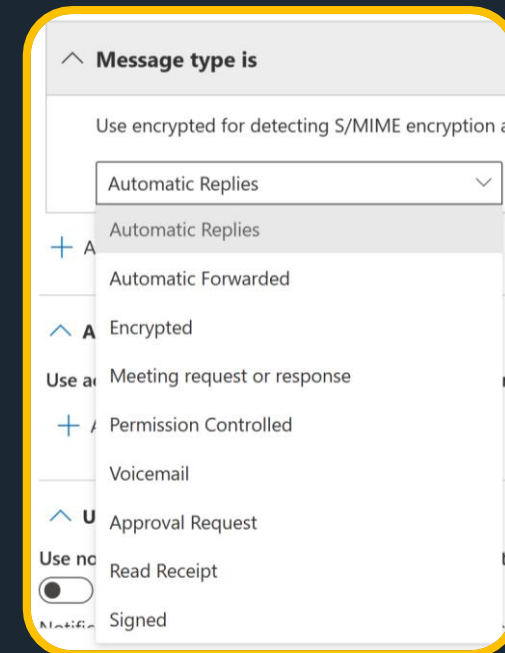 Message type is
Use encrypted for detecting S/MIME encryption
Automatic Replies
Automatic Replies
Automatic Forwarded
Encrypted
Meeting request or response
Use
Permission Controlled
Voicemail
Approval Request
Use
Read Receipt
Signed